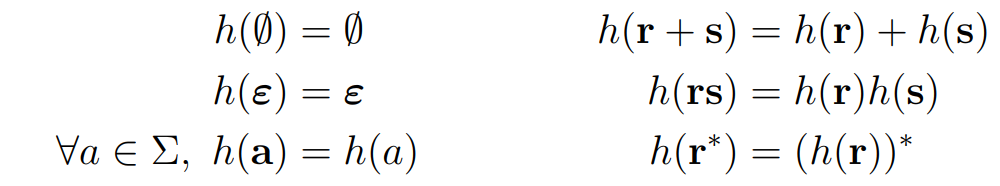 h(∅) = ∅
h(ε) = ε
∀a ∈ Σ, h(a) = h(a)
h(r + s) = h(r) + h(s)
h(rs) = h(r)h(s)
h(r*) = (h(r))*